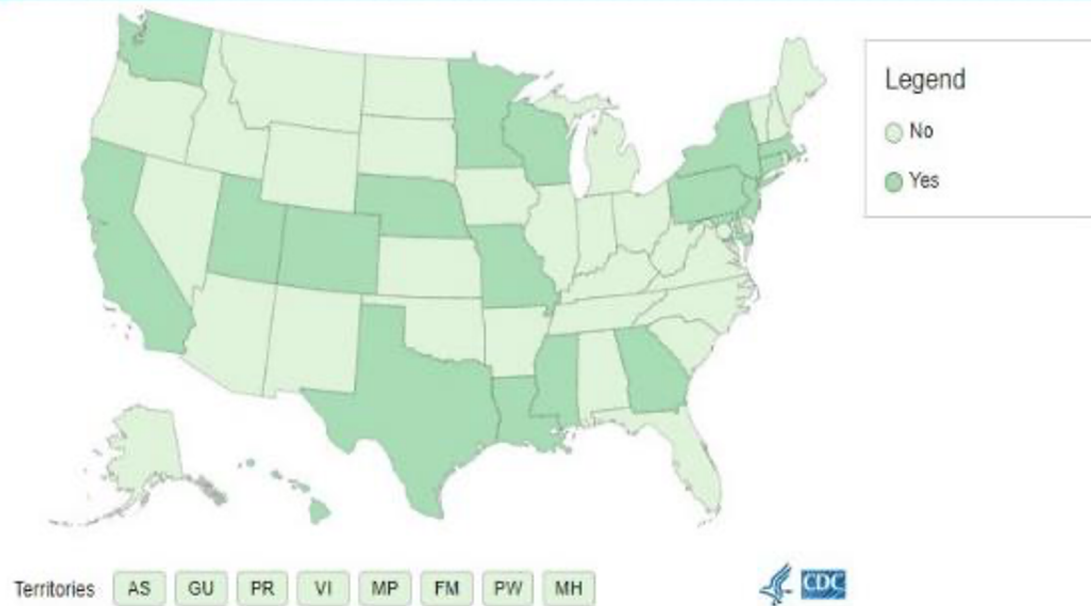 Legend
No
Yes
Territories AS GU PR VI MP FM PW MH
CDC